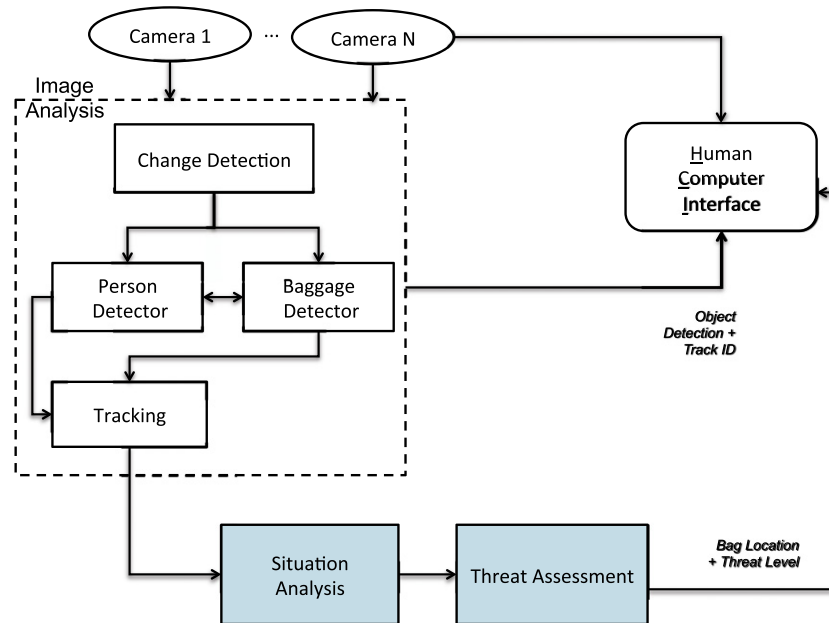 Camera 1
...
Camera N
Image
Analysis
Change Detection
Human
Computer
Interface
Person
Detector
Baggage
Detector
Object
Detection +
Track ID
Tracking
Situation
Analysis
Threat Assessment
Bag Location
+ Threat Level